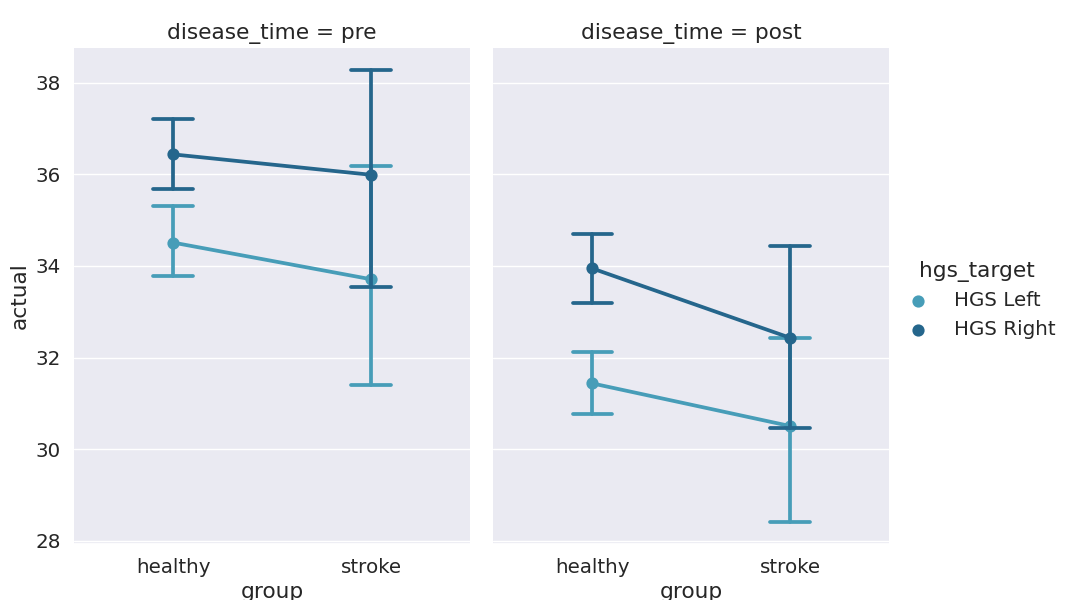 disease_time = pre
disease_time = post
actual
38
36
34
32
30
28
healthy
stroke
group
healthy
stroke
group
hgs_target
HGS Left
HGS Right